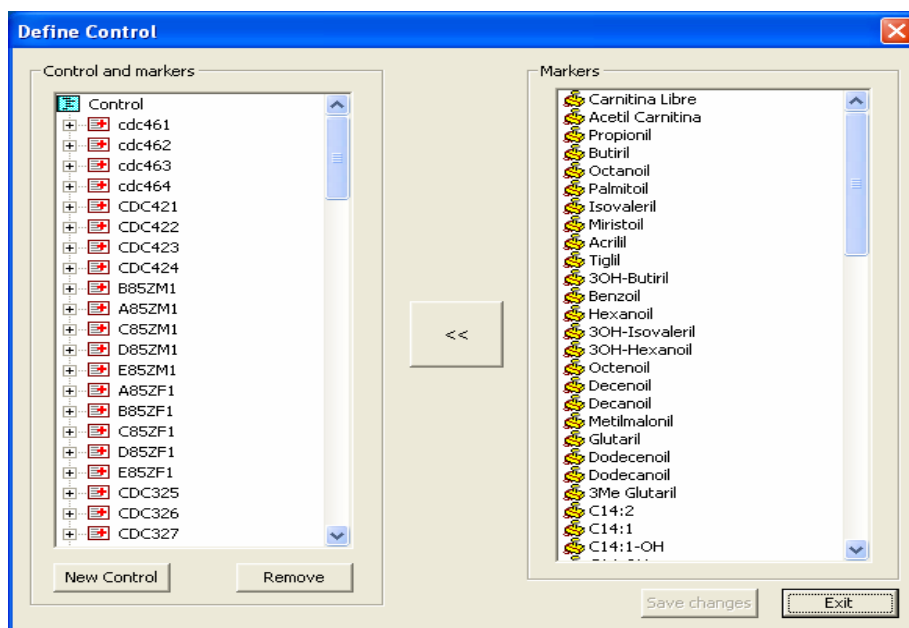 Define Control
Control and markers
Control
cdc461
cdc462
cdc463
cdc464
CDC421
CDC422
CDC423
CDC424
B85ZM1
A85ZM1
C85ZM1
D85ZM1
E85ZM1
A85ZF1
B85ZF1
C85ZF1
D85ZF1
E85ZF1
CDC325
CDC326
CDC327
New Control
Remove
<<
Markers
Carnitina Libre
Acetil Carnitina
Propionil
Butiril
Octanoil
Palmitoil
Isovaleril
Miristoil
Acrilil
Tiglil
3OH-Butiril
Benzoil
Hexanoil
3OH-Isovaleril
3OH-Hexanoil
Octenoil
Decenoil
Decanoil
Metilmalonil
Glutaril
Dodecenoil
Dodecanoil
3Me Glutaril
C14:2
C14:1
C14:1-OH
Save changes
Exit